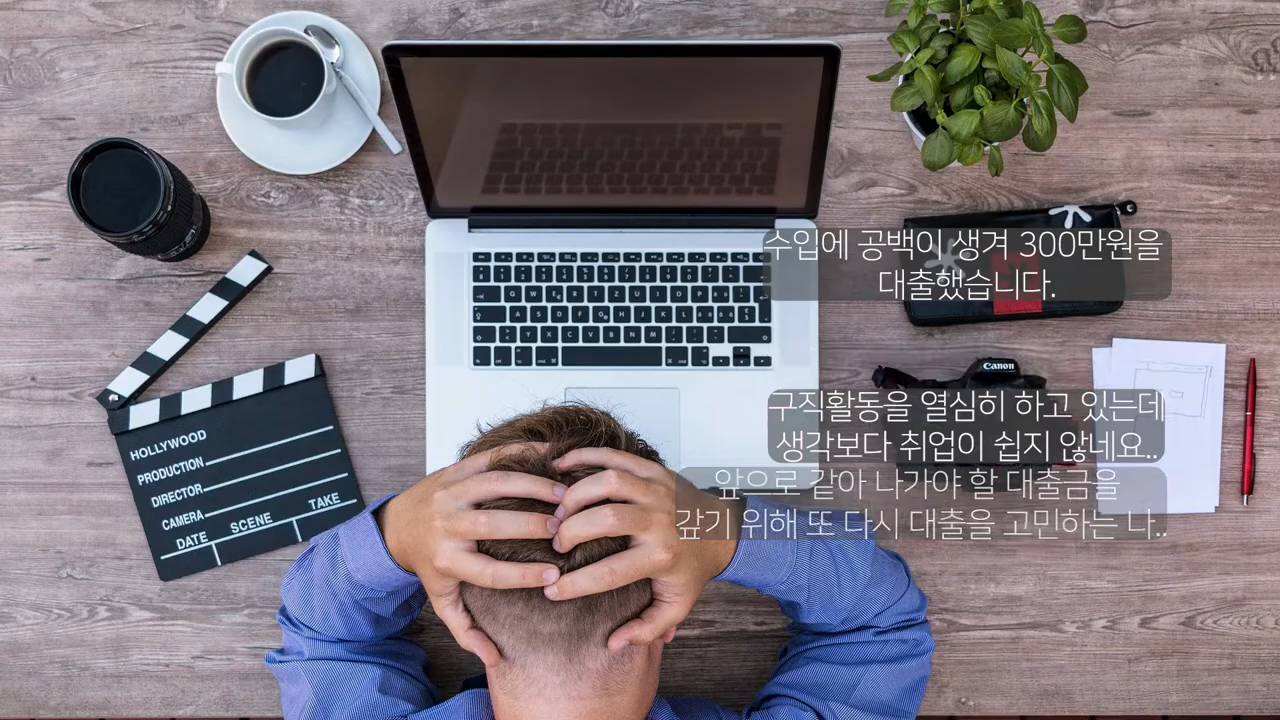 수입에 공백이 생겨 300만원을
대출했습니다.
Canon
구직활동을 열심히 하고 있는데
생각보다 취업이 쉽지 않네요..
앞으로 같아 나가야 할 대출금을
갚기 위해 또 다시 대출을 고민하는 나..
HOLLYWOOD
PRODUCTION
DIRECTOR
CAMERA
DATE SCENE TAKE